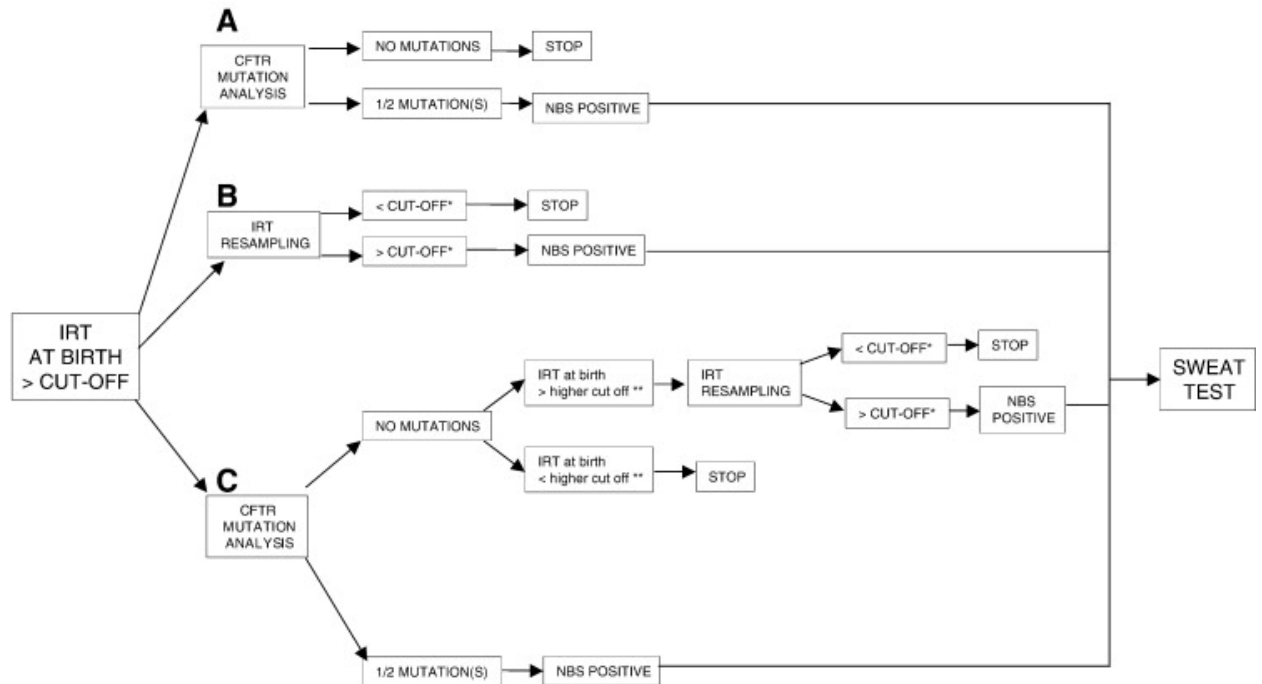 A
CFTR
MUTATION
ANALYSIS
NO MUTATIONS
STOP
1/2 MUTATION(S)
NBS POSITIVE
B
IRT
RESAMPLING
< CUT-OFF*
STOP
> CUT-OFF*
NBS POSITIVE
IRT
AT BIRTH
> CUT-OFF
C
CFTR
MUTATION
ANALYSIS
NO MUTATIONS
IRT at birth
> higher cut off **
IRT
RESAMPLING
< CUT-OFF*
STOP
> CUT-OFF*
NBS
POSITIVE
IRT at birth
< higher cut off **
STOP
1/2 MUTATION(S)
NBS POSITIVE
SWEAT
TEST